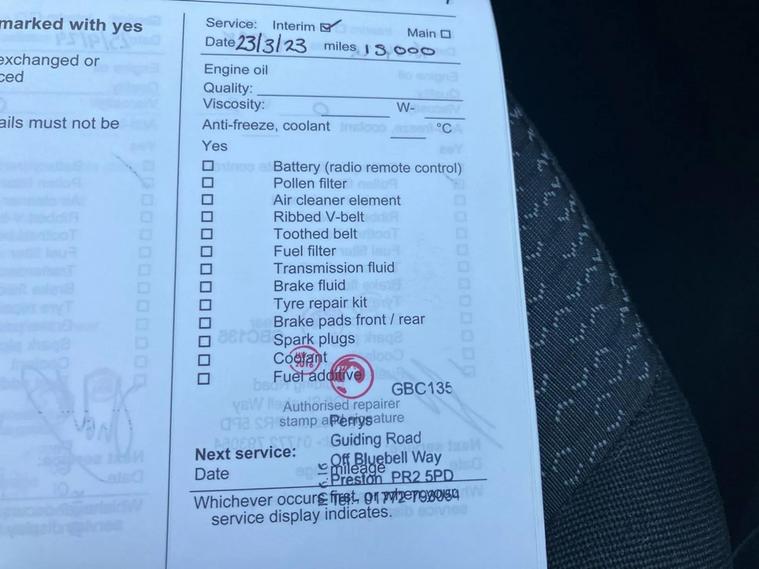 marked with yes
exchanged or
ced
ails must not be
Service: Interim ☑ Main ☐
Date 23/3/23 miles 15,000
Engine oil
Quality:
Viscosity: W-
Anti-freeze, coolant °C
Yes
☐ Battery (radio remote control)
☐ Pollen filter
☐ Air cleaner element
☐ Ribbed V-belt
☐ Toothed belt
☐ Fuel filter
☐ Transmission fluid
☐ Brake fluid
☐ Tyre repair kit
☐ Brake pads front / rear
☐ Spark plugs
☐ Coolant
☐ Fuel additive
GBC135
Authorised repairer
stamp and signature
Perrys
Guiding Road
Off Bluebell Way
Preston PR2 5PD
Tel:- 01772
Next service:
Date mileage
Whichever occurs first, or when your
service display indicates.